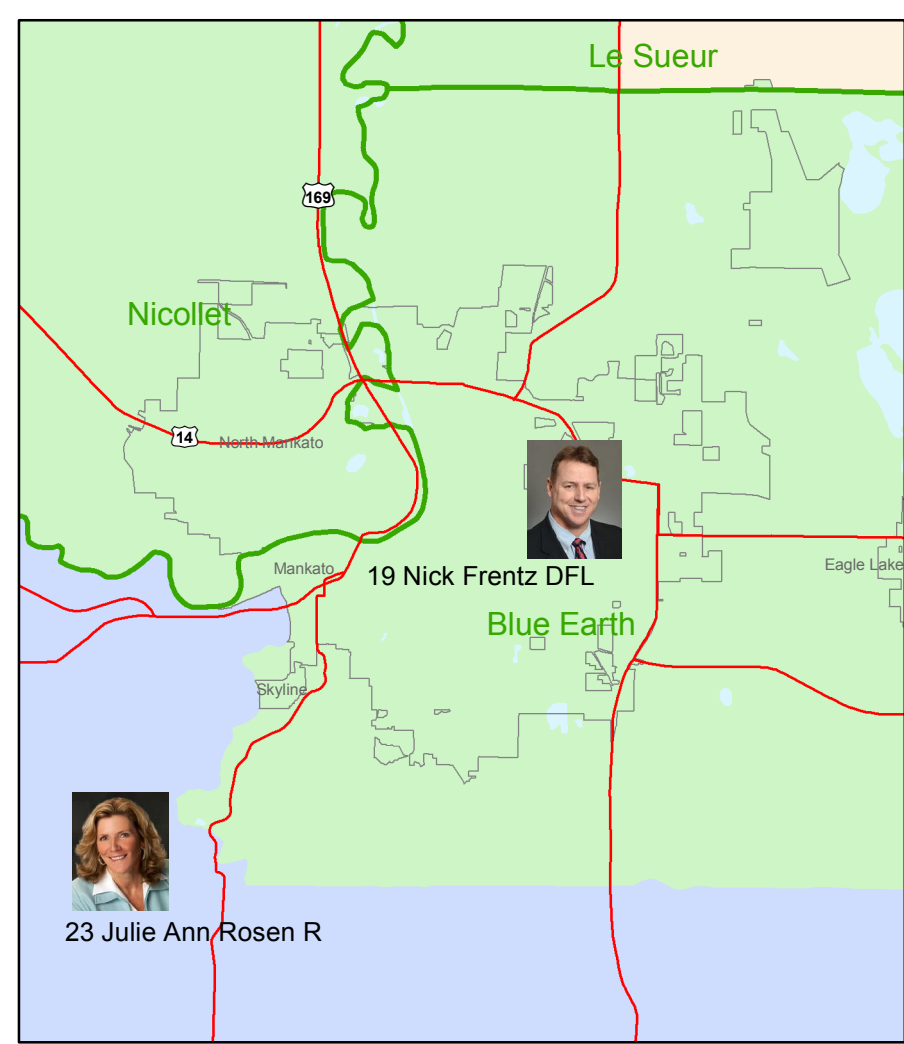 Le Sueur
169
Nicollet
14
North Mankato
Eagle Lake
Mankato
19 Nick Frentz DFL
Blue Earth
Skyline
23 Julie Ann Rosen R